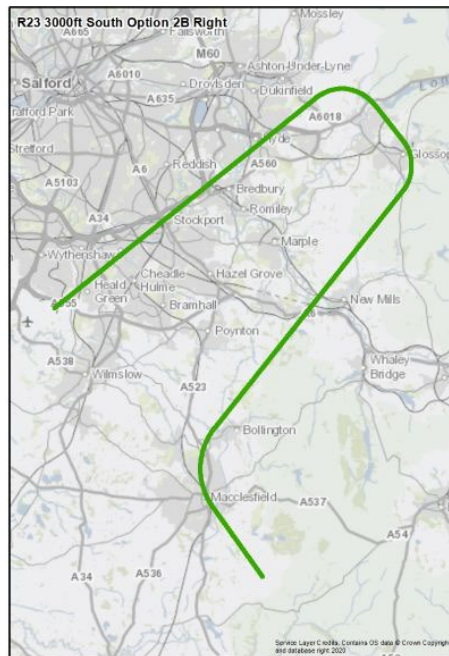 R23 3000ft South Option 2B Right
Mossley
A665
Failsworth
M60
Ashton-Under-Lyne
A6010
Salford
Droylsden
Dukinfield
A635
Trafford Park
A6018
Stretford
Hyde
Reddish
A560
Glossop
A5103
A6
Bredbury
Romiley
A34
Stockport
Marple
Wythenshaw
Cheadle
Hulme
Hazel Grove
Heald
Green
New Mills
A555
Bramhall
Poynton
A538
A523
Whaley
Bridge
Wilmslow
Bollington
Macclesfield
A537
A54
A34
A536
Service Layer Credits: Contains OS data © Crown Copyright
and database right 2020